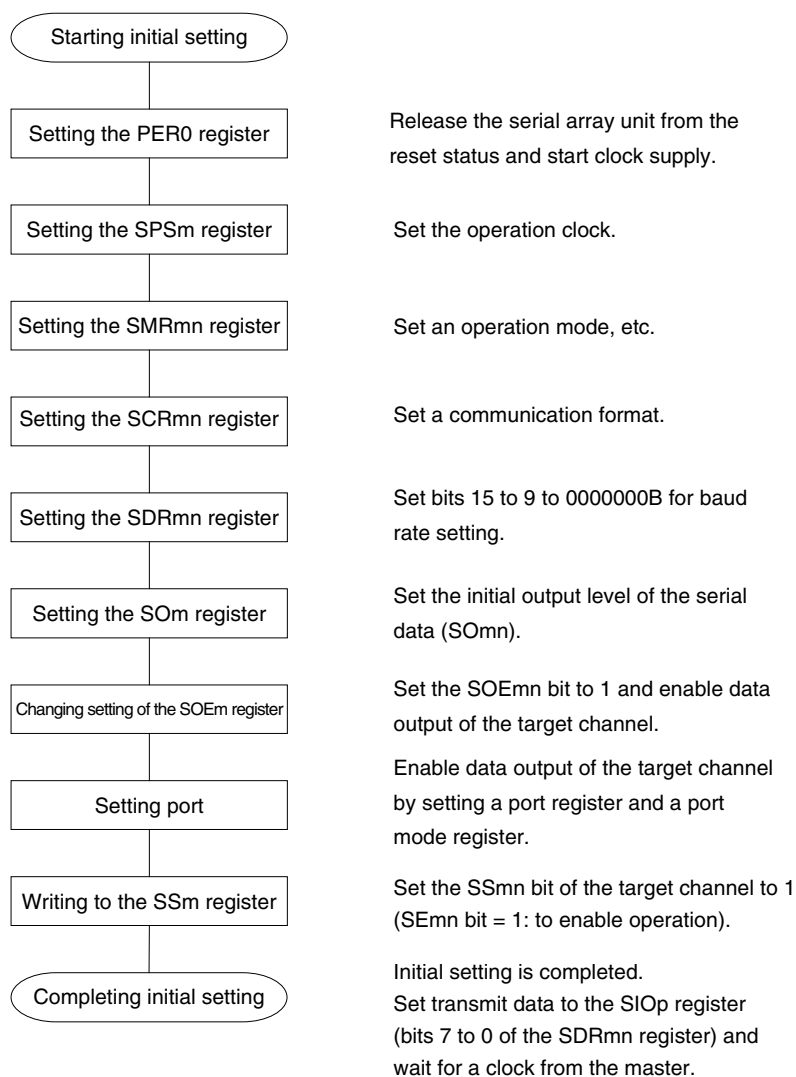 Starting initial setting
Setting the PER0 register
Release the serial array unit from the
reset status and start clock supply.
Setting the SPSm register
Set the operation clock.
Setting the SMRmn register
Set an operation mode, etc.
Setting the SCRmn register
Set a communication format.
Setting the SDRmn register
Set bits 15 to 9 to 0000000B for baud
rate setting.
Setting the SOm register
Set the initial output level of the serial
data (SOmn).
Changing setting of the SOEm register
Set the SOEmn bit to 1 and enable data
output of the target channel.
Setting port
Enable data output of the target channel
by setting a port register and a port
mode register.
Writing to the SSm register
Set the SSmn bit of the target channel to 1
(SEmn bit = 1: to enable operation).
Completing initial setting
Initial setting is completed.
Set transmit data to the SIOp register
(bits 7 to 0 of the SDRmn register) and
wait for a clock from the master.